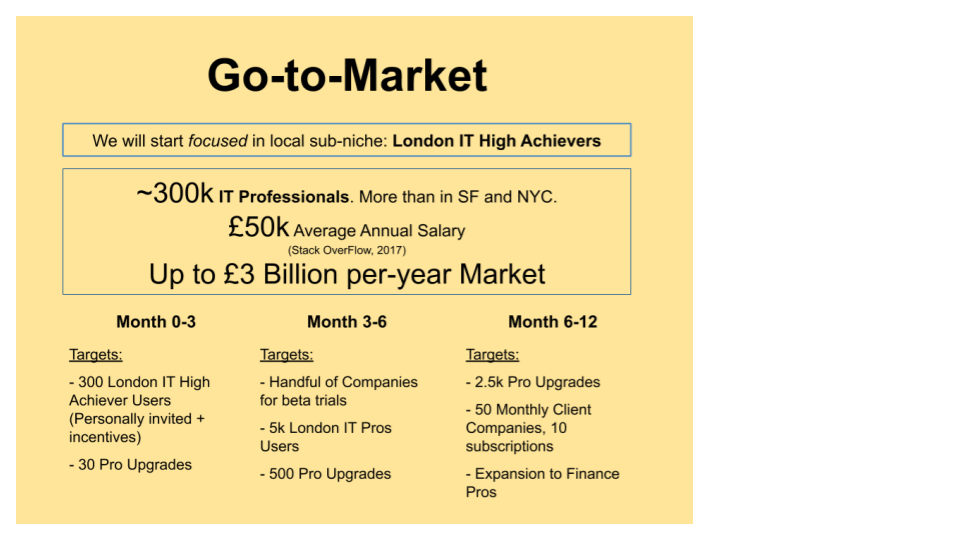 Go-to-Market
We will start focused in local sub-niche: London IT High Achievers
~300k IT Professionals. More than in SF and NYC.
£50k Average Annual Salary
(Stack OverFlow, 2017)
Up to £3 Billion per-year Market
Month 0-3
Targets:
- 300 London IT High
Achiever Users
(Personally invited +
incentives)
- 30 Pro Upgrades
Month 3-6
Targets:
- Handful of Companies
for beta trials
- 5k London IT Pros
Users
- 500 Pro Upgrades
Month 6-12
Targets:
- 2.5k Pro Upgrades
- 50 Monthly Client
Companies, 10
subscriptions
- Expansion to Finance
Pros